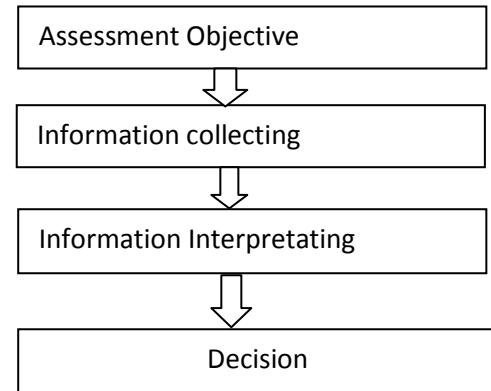 Assessment Objective
Information collecting
Information Interpretating
Decision